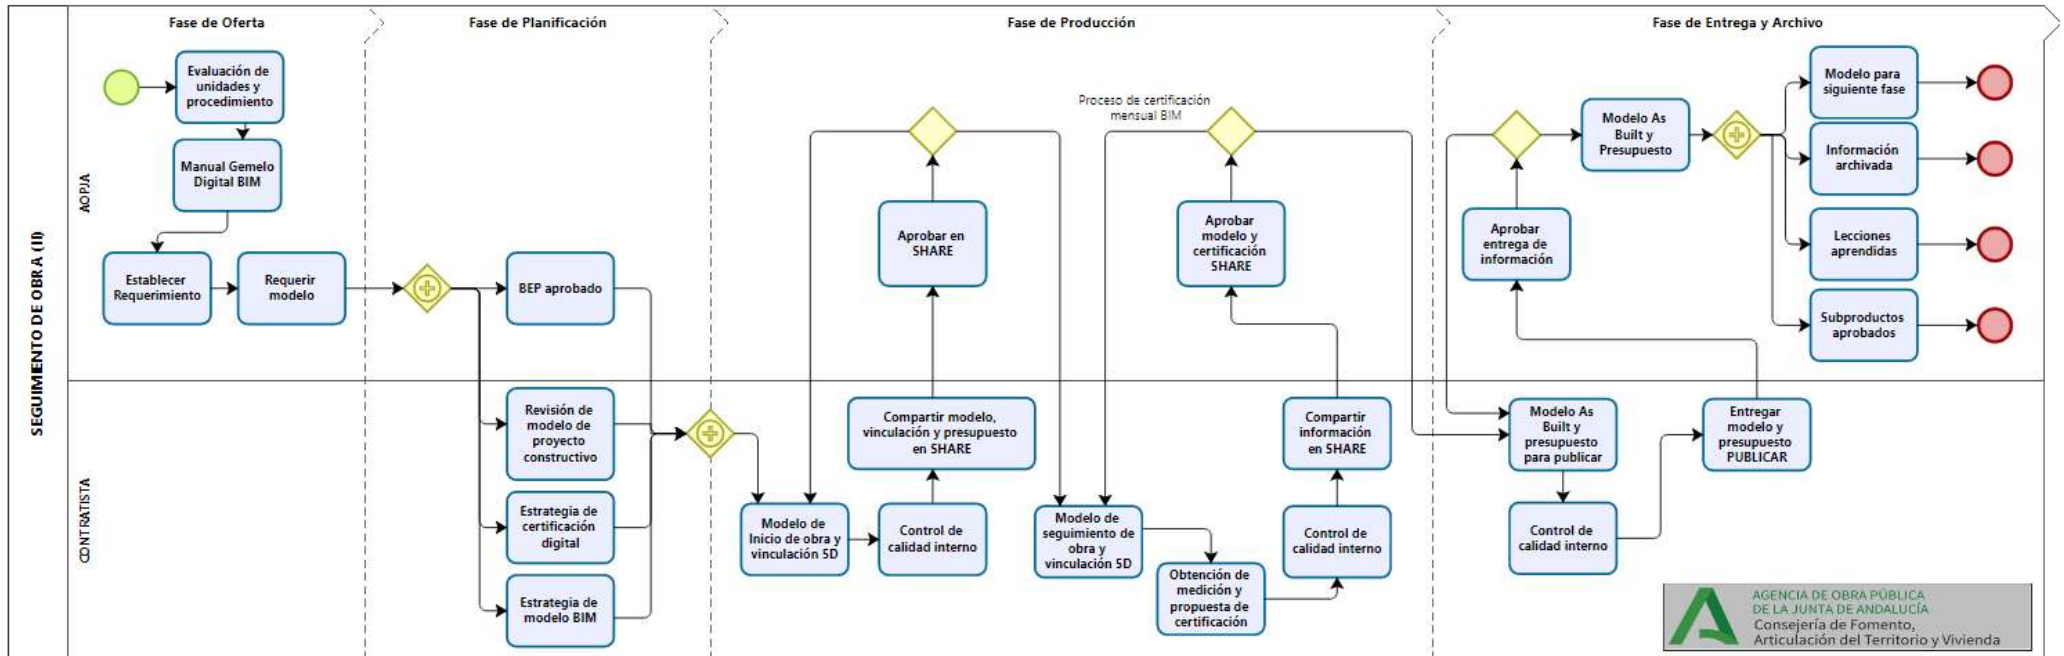 SEGUIMIENTO DE OBRA (II)
AOPJA
CONTRATISTA
Fase de Oferta
Fase de Planificación
Fase de Producción
Fase de Entrega y Archivo
Evaluación de
unidades y
procedimiento
Manual Gemelo
Digital BIM
Establecer
Requerimiento
Requerir
modelo
BEP aprobado
Revisión de
modelo de
proyecto
constructivo
Estrategia de
certificación
digital
Estrategia de
modelo BIM
Modelo de
Inicio de obra y
vinculación 5D
Control de
calidad interno
Compartir modelo,
vinculación y presupuesto
en SHARE
Aprobar en
SHARE
Proceso de certificación
mensual BIM
Modelo de
seguimiento de
obra y
vinculación 5D
Obtención de
medición y
propuesta de
certificación
Control de
calidad interno
Compartir
información
en SHARE
Aprobar
modelo y
certificación
SHARE
Modelo As
Built y
presupuesto
para publicar
Control de
calidad interno
Entregar
modelo y
presupuesto
PUBLICAR
Aprobar
entrega de
información
Modelo As
Built y
Presupuesto
Modelo para
siguiente fase
Información
archivada
Lecciones
aprendidas
Subproductos
aprobados
AGENCIA DE OBRA PÚBLICA
DE LA JUNTA DE ANDALUCÍA
Consejería de Fomento,
Articulación del Territorio y Vivienda